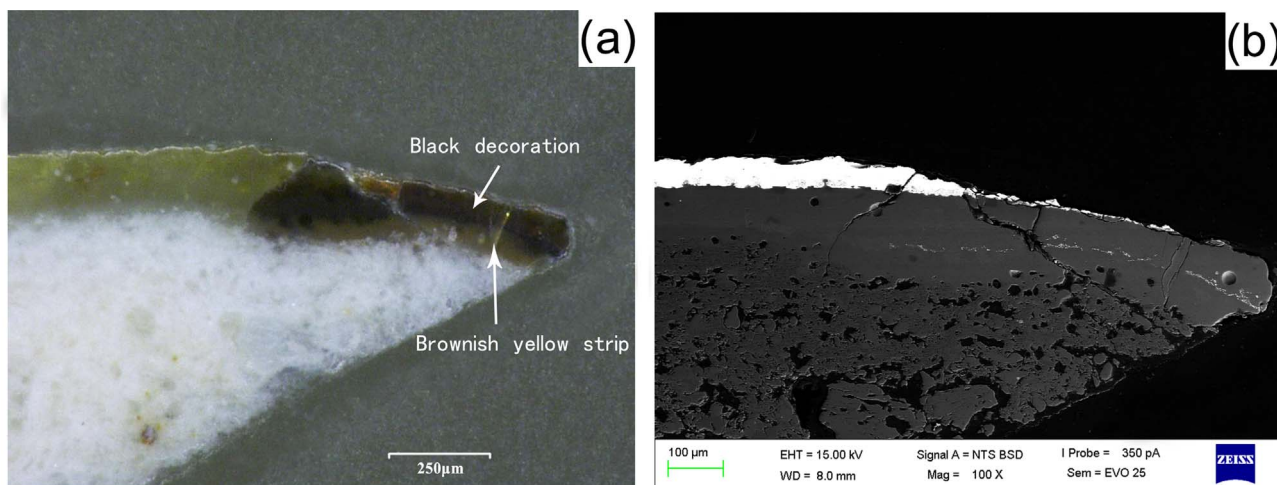 (a)
Black decoration
Brownish yellow strip
250μm
(b)
100 μm
EHT = 15.00 kV
Signal A = NTS BSD
I Probe = 350 pA
WD = 8.0 mm
Mag = 100 X
Sem = EVO 25
ZEISS